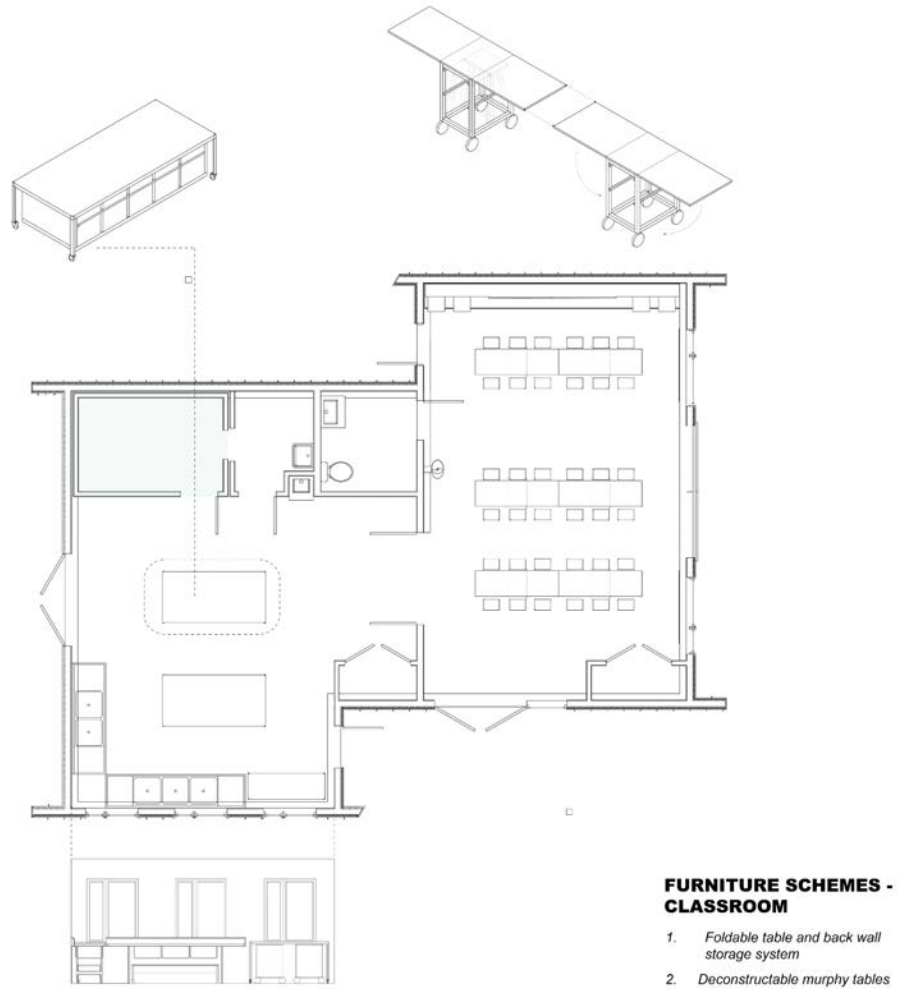 FURNITURE SCHEMES -
CLASSROOM
1. Foldable table and back wall
storage system
2. Deconstructable murphy tables